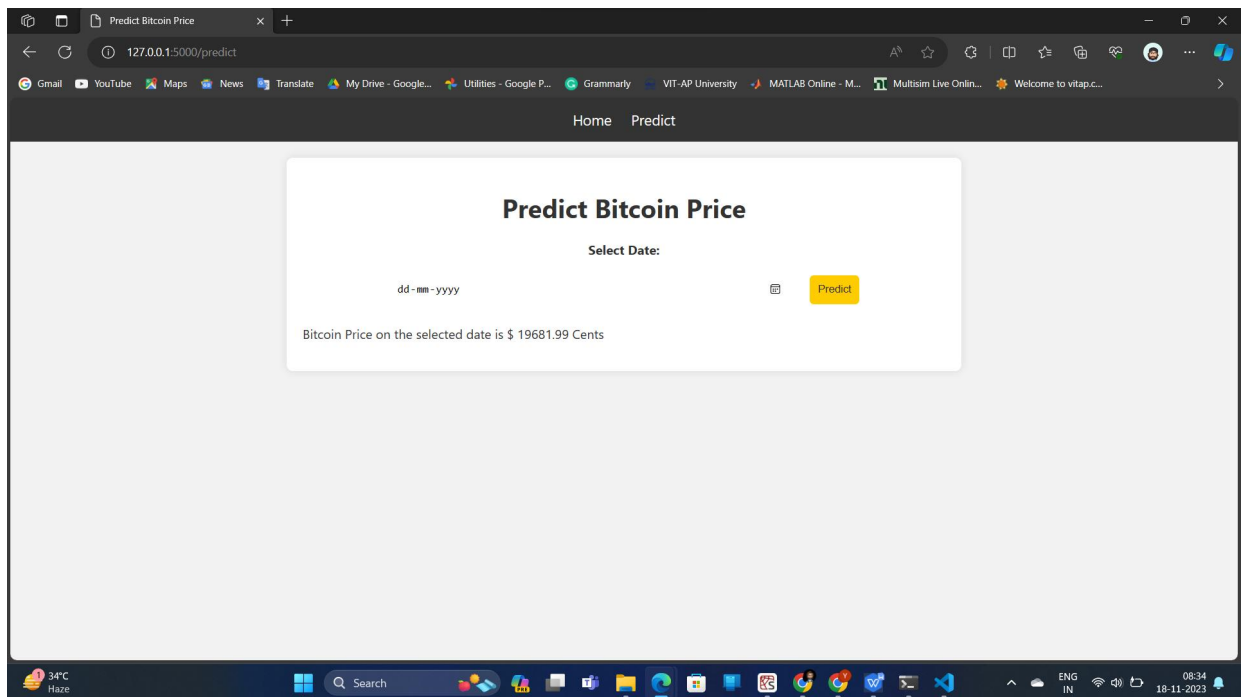 Predict Bitcoin Price
127.0.0.1:5000/predict
Gmail YouTube Maps News Translate My Drive - Google... Utilities - Google P... Grammarly VIT-AP University MATLAB Online - M... Multisim Live Onlin... Welcome to vitap.c...
Home Predict
Predict Bitcoin Price
Select Date:
dd-mm-yyyy Predict
Bitcoin Price on the selected date is $ 19681.99 Cents
34°C
Haze
Search
ENG
IN
08:34
18-11-2023